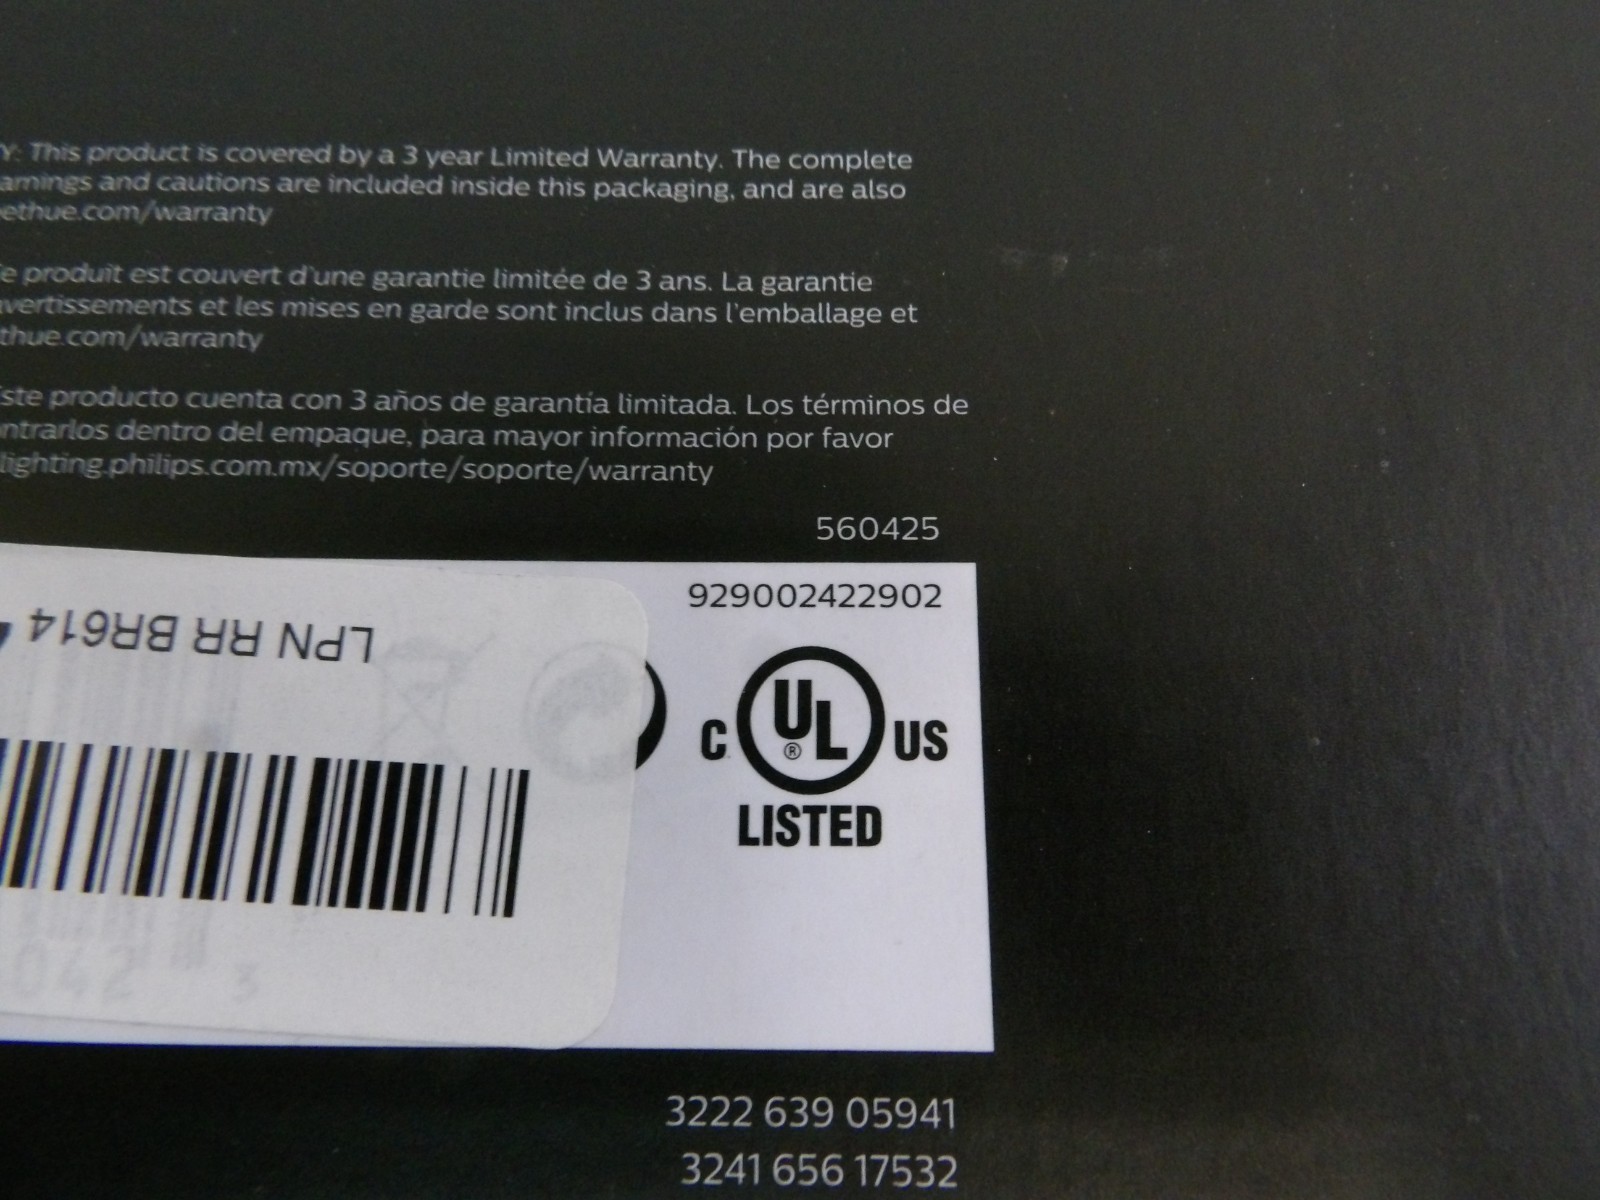 Y: This product is covered by a 3 year Limited Warranty. The complete
arnings and cautions are included inside this packaging, and are also
ethue.com/warranty
e produit est couvert d'une garantie limitée de 3 ans. La garantie
vertissements et les mises en garde sont inclus dans l'emballage et
thue.com/warranty
ste producto cuenta con 3 años de garantía limitada. Los términos de
ntrarlos dentro del empaque, para mayor información por favor
lighting.philips.com.mx/soporte/soporte/warranty
560425
929002422902
LPN RR BR614
C UL ® US
LISTED
042 3
3222 639 05941
3241 656 17532